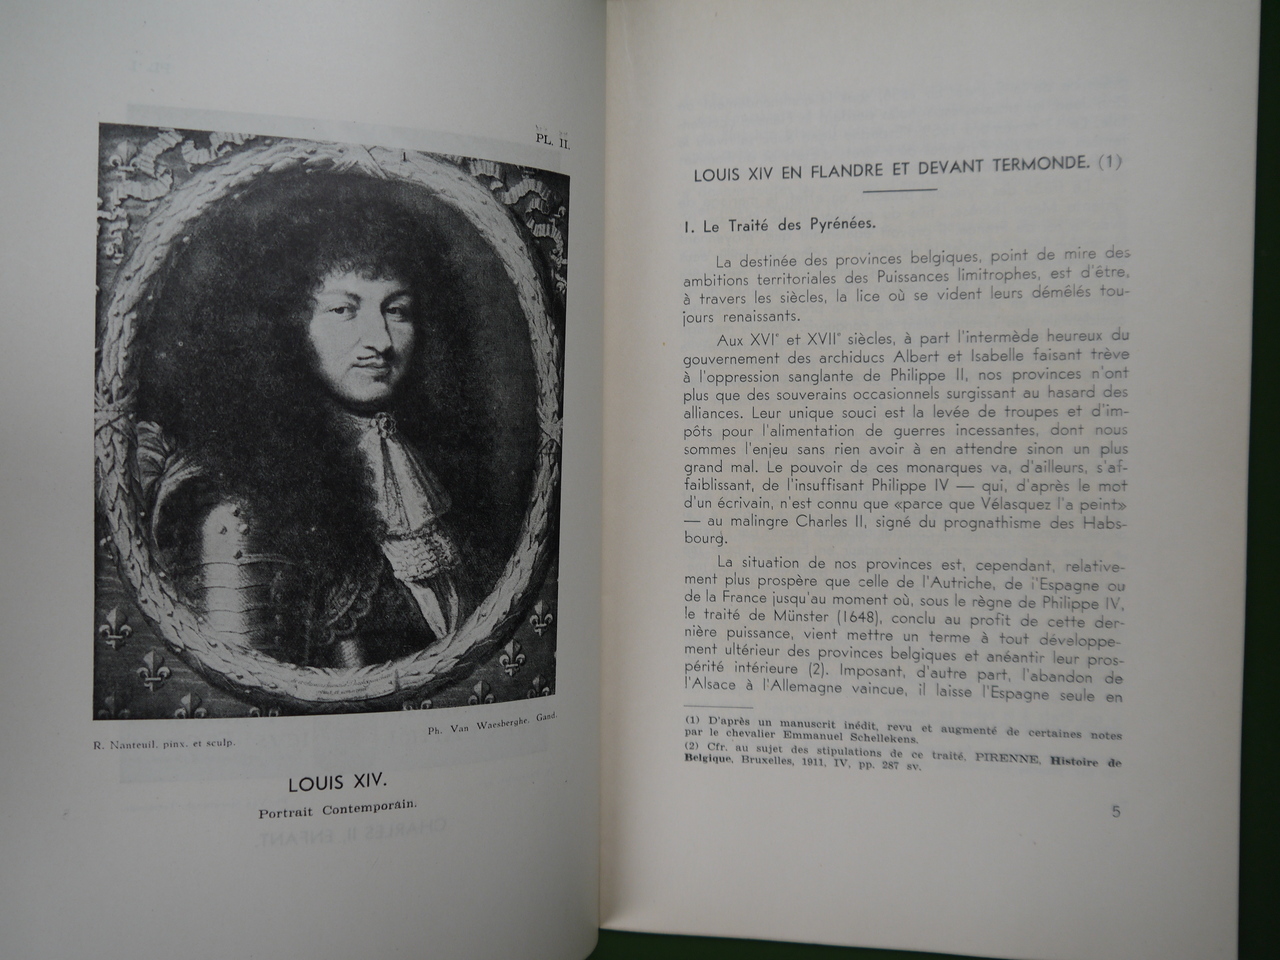 PL. II.
R. Nanteuil, pinx. et sculp.
Ph. Van Waesberghe, Gand.
LOUIS XIV.
Portrait Contemporain.
LOUIS XIV EN FLANDRE ET DEVANT TERMONDE. (1)
I. Le Traité des Pyrénées.
La destinée des provinces belgiques, point de mire des
ambitions territoriales des Puissances limitrophes, est d'être,
à travers les siècles, la lice où se vident leurs démêlés tou-
jours renaissants.
Aux XVIe et XVIIe siècles, à part l'intermède heureux du
gouvernement des archiducs Albert et Isabelle faisant trève
à l'oppression sanglante de Philippe II, nos provinces n'ont
plus que des souverains occasionnels surgissant au hasard des
alliances. Leur unique souci est la levée de troupes et d'im-
pôts pour l'alimentation de guerres incessantes, dont nous
sommes l'enjeu sans rien avoir à en attendre sinon un plus
grand mal. Le pouvoir de ces monarques va, d'ailleurs, s'af-
faiblissant, de l'insuffisant Philippe IV — qui, d'après le mot
d'un écrivain, n'est connu que «parce que Vélasquez l'a peint»
— au malingre Charles II, signé du prognathisme des Habs-
bourg.
La situation de nos provinces est, cependant, relative-
ment plus prospère que celle de l'Autriche, de l'Espagne ou
de la France jusqu'au moment où, sous le règne de Philippe IV,
le traité de Münster (1648), conclu au profit de cette der-
nière puissance, vient mettre un terme à tout développe-
ment ultérieur des provinces belgiques et anéantir leur pros-
périté intérieure (2). Imposant, d'autre part, l'abandon de
l'Alsace à l'Allemagne vaincue, il laisse l'Espagne seule en
(1) D'après un manuscrit inédit, revu et augmenté de certaines notes
par le chevalier Emmanuel Schellekens.
(2) Cfr. au sujet des stipulations de ce traité, PIRENNE, Histoire de
Belgique, Bruxelles, 1911, IV, pp. 287 sv.
5